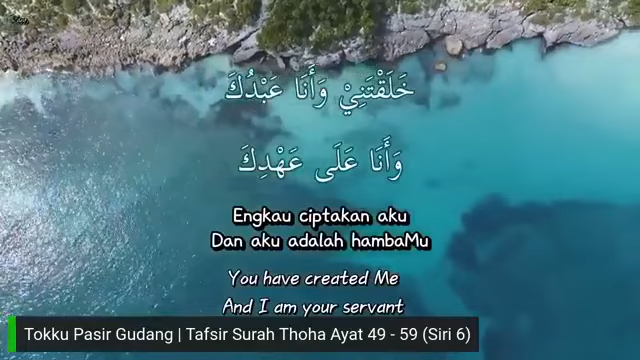 خَلَقْتَنِيْ وَأَنَا عَبْدُكَ
وَأَنَا عَلَى عَهْدِكَ
Engkau ciptakan aku
Dan aku adalah hambaMu
You have created Me
And I am your servant
Tokku Pasir Gudang | Tafsir Surah Thoha Ayat 49 - 59 (Siri 6)